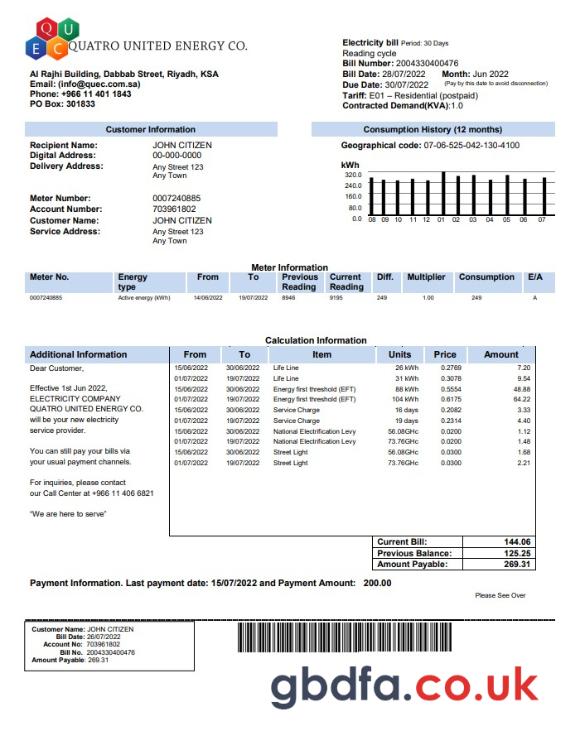 QU
EC
QUATRO UNITED ENERGY CO.
Al Rajhi Building, Dabbab Street, Riyadh, KSA
Email: (info@quec.com.sa)
Phone: +966 11 401 1843
PO Box: 301833
Electricity bill Period: 30 Days
Reading cycle
Bill Number: 2004330400476
Bill Date: 28/07/2022 Month: Jun 2022
Due Date: 30/07/2022 (Pay by this date to avoid disconnection)
Tariff: E01 – Residential (postpaid)
Contracted Demand(KVA):1.0
Customer Information
Recipient Name: JOHN CITIZEN
Digital Address: 00-000-0000
Delivery Address: Any Street 123
Any Town
Meter Number: 0007240885
Account Number: 703961802
Customer Name: JOHN CITIZEN
Service Address: Any Street 123
Any Town
Consumption History (12 months)
Geographical code: 07-06-525-042-130-4100
kWh
320.0
240.0
160.0
80.0
0.0 08 09 10 11 12 01 02 03 04 05 06 07
Meter Information
Meter No. Energy type From To Previous Reading Current Reading Diff. Multiplier Consumption E/A
0007240885 Active energy (kWh) 14/06/2022 19/07/2022 8946 9195 249 1.00 249 A
Calculation Information
Additional Information From To Item Units Price Amount
Dear Customer,
Effective 1st Jun 2022,
ELECTRICITY COMPANY
QUATRO UNITED ENERGY CO.
will be your new electricity
service provider.
You can still pay your bills via
your usual payment channels.
For inquiries, please contact
our Call Center at +966 11 406 6821
"We are here to serve"
15/06/2022 30/06/2022 Life Line 26 kWh 0.2769 7.20
01/07/2022 19/07/2022 Life Line 31 kWh 0.3078 9.54
15/06/2022 30/06/2022 Energy first threshold (EFT) 88 kWh 0.5554 48.88
01/07/2022 19/07/2022 Energy first threshold (EFT) 104 kWh 0.6175 64.22
15/06/2022 30/06/2022 Service Charge 16 days 0.2082 3.33
01/07/2022 19/07/2022 Service Charge 19 days 0.2314 4.40
15/06/2022 30/06/2022 National Electrification Levy 56.08GHc 0.0200 1.12
01/07/2022 19/07/2022 National Electrification Levy 73.76GHc 0.0200 1.48
15/06/2022 30/06/2022 Street Light 56.08GHc 0.0300 1.68
01/07/2022 19/07/2022 Street Light 73.76GHc 0.0300 2.21
Current Bill: 144.06
Previous Balance: 125.25
Amount Payable: 269.31
Payment Information. Last payment date: 15/07/2022 and Payment Amount: 200.00
Please See Over
Customer Name: JOHN CITIZEN
Bill Date: 26/07/2022
Account No: 703961802
Bill No. 2004330400476
Amount Payable: 269.31
gbdfa.co.uk